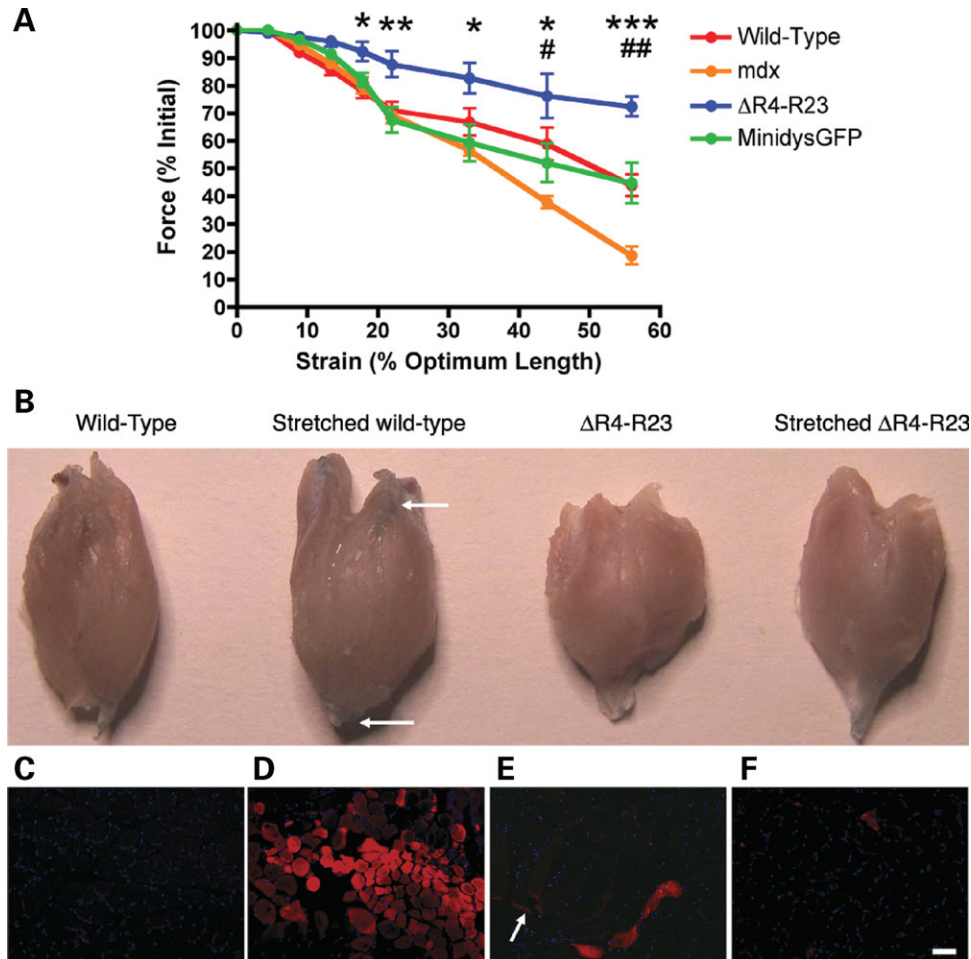 A
* ** * * ***
# ##
Wild-Type
mdx
ΔR4-R23
MinidysGFP
Force (% Initial)
100
90
80
70
60
50
40
30
20
10
0
0 10 20 30 40 50 60
Strain (% Optimum Length)
B
Wild-Type Stretched wild-type ΔR4-R23 Stretched ΔR4-R23
C D E F